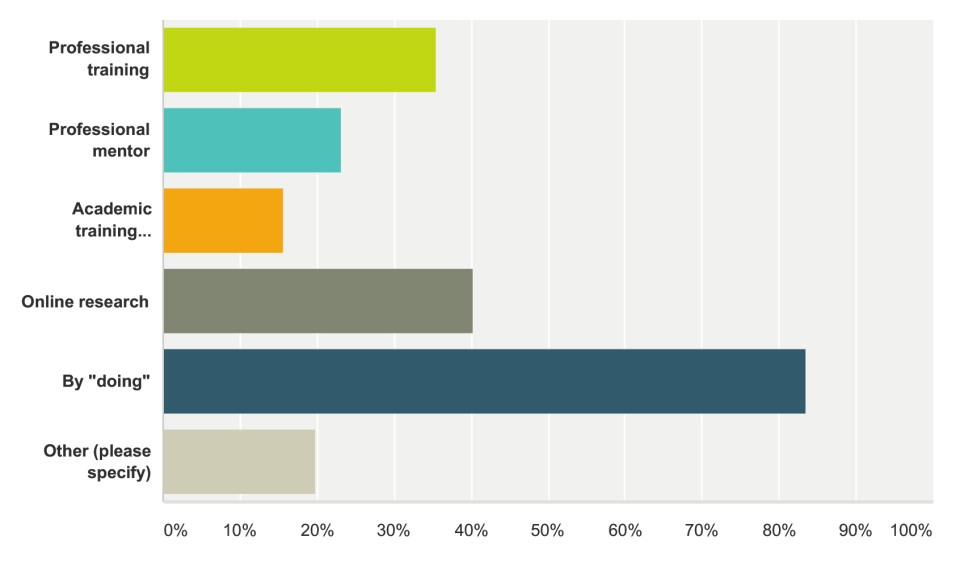 Professional
training
Professional
mentor
Academic
training...
Online research
By "doing"
Other (please
specify)
0% 10% 20% 30% 40% 50% 60% 70% 80% 90% 100%